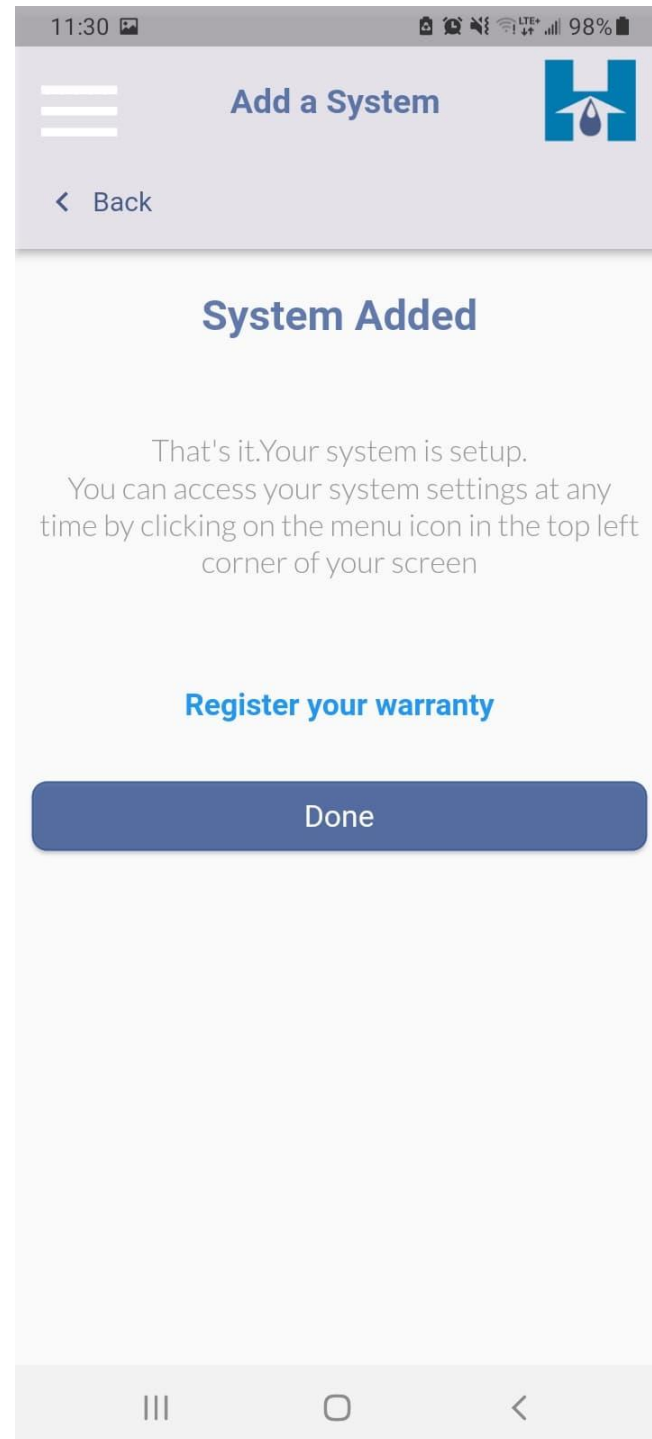 11:30 LTE+ 98%
Add a System
Back
System Added
That's it.Your system is setup.
You can access your system settings at any
time by clicking on the menu icon in the top left
corner of your screen
Register your warranty
Done